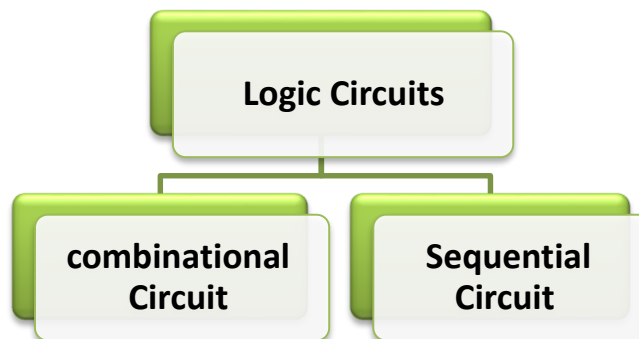 Logic Circuits
combinational
Circuit
Sequential
Circuit